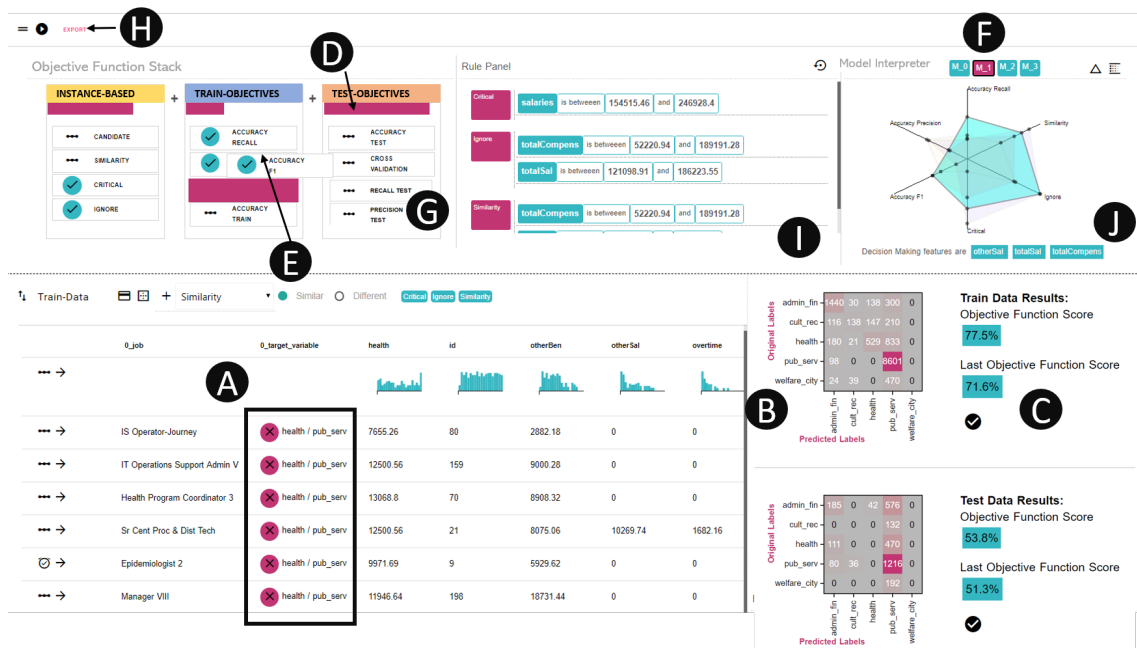 EXPORT
H
Objective Function Stack
INSTANCE-BASED
+
TRAIN-OBJECTIVES
+
TEST-OBJECTIVES
D
CANDIDATE
SIMILARITY
CRITICAL
IGNORE
ACCURACY
RECALL
ACCURACY
F1
ACCURACY
TRAIN
E
ACCURACY
TEST
CROSS
VALIDATION
RECALL TEST
PRECISION
TEST
G
Rule Panel
Critical
salaries is betweeen 154515.46 and 246928.4
Ignore
totalCompens is betweeen 52220.94 and 189191.28
totalSal is betweeen 121098.91 and 186223.55
Similarity
totalCompens is betweeen 52220.94 and 189191.28
I
F
Model Interpreter
M_0 M_1 M_2 M_3
Accuracy Recall
Accuracy Precision
Similarity
Accuracy F1
Ignore
Critical
J
Decision Making features are otherSal totalSal totalCompens
Train-Data + Similarity Similar Different Critical Ignore Similarity
0_job 0_target_variable health id otherBen otherSal overtime
A
IS Operator-Journey health / pub_serv 7655.26 80 2882.18 0 0
IT Operations Support Admin V health / pub_serv 12500.56 159 9000.28 0 0
Health Program Coordinator 3 health / pub_serv 13068.8 70 8908.32 0 0
Sr Cent Proc & Dist Tech health / pub_serv 12500.56 21 8075.06 10269.74 1682.16
Epidemiologist 2 health / pub_serv 9971.69 9 5929.62 0 0
Manager VIII health / pub_serv 11946.64 198 18731.44 0 0
B
Original Labels
admin_fin 1440 30 138 300 0
cult_rec 116 138 147 210 0
health 180 21 529 833 0
pub_serv 98 0 0 8601 0
welfare_city 24 39 0 470 0
admin_fin cult_rec health pub_serv welfare_city
Predicted Labels
Train Data Results:
Objective Function Score
77.5%
Last Objective Function Score
71.6%
C
Original Labels
admin_fin 185 0 42 576 0
cult_rec 0 0 0 132 0
health 111 0 0 470 0
pub_serv 80 36 0 1216 0
welfare_city 0 0 0 192 0
admin_fin cult_rec health pub_serv welfare_city
Predicted Labels
Test Data Results:
Objective Function Score
53.8%
Last Objective Function Score
51.3%